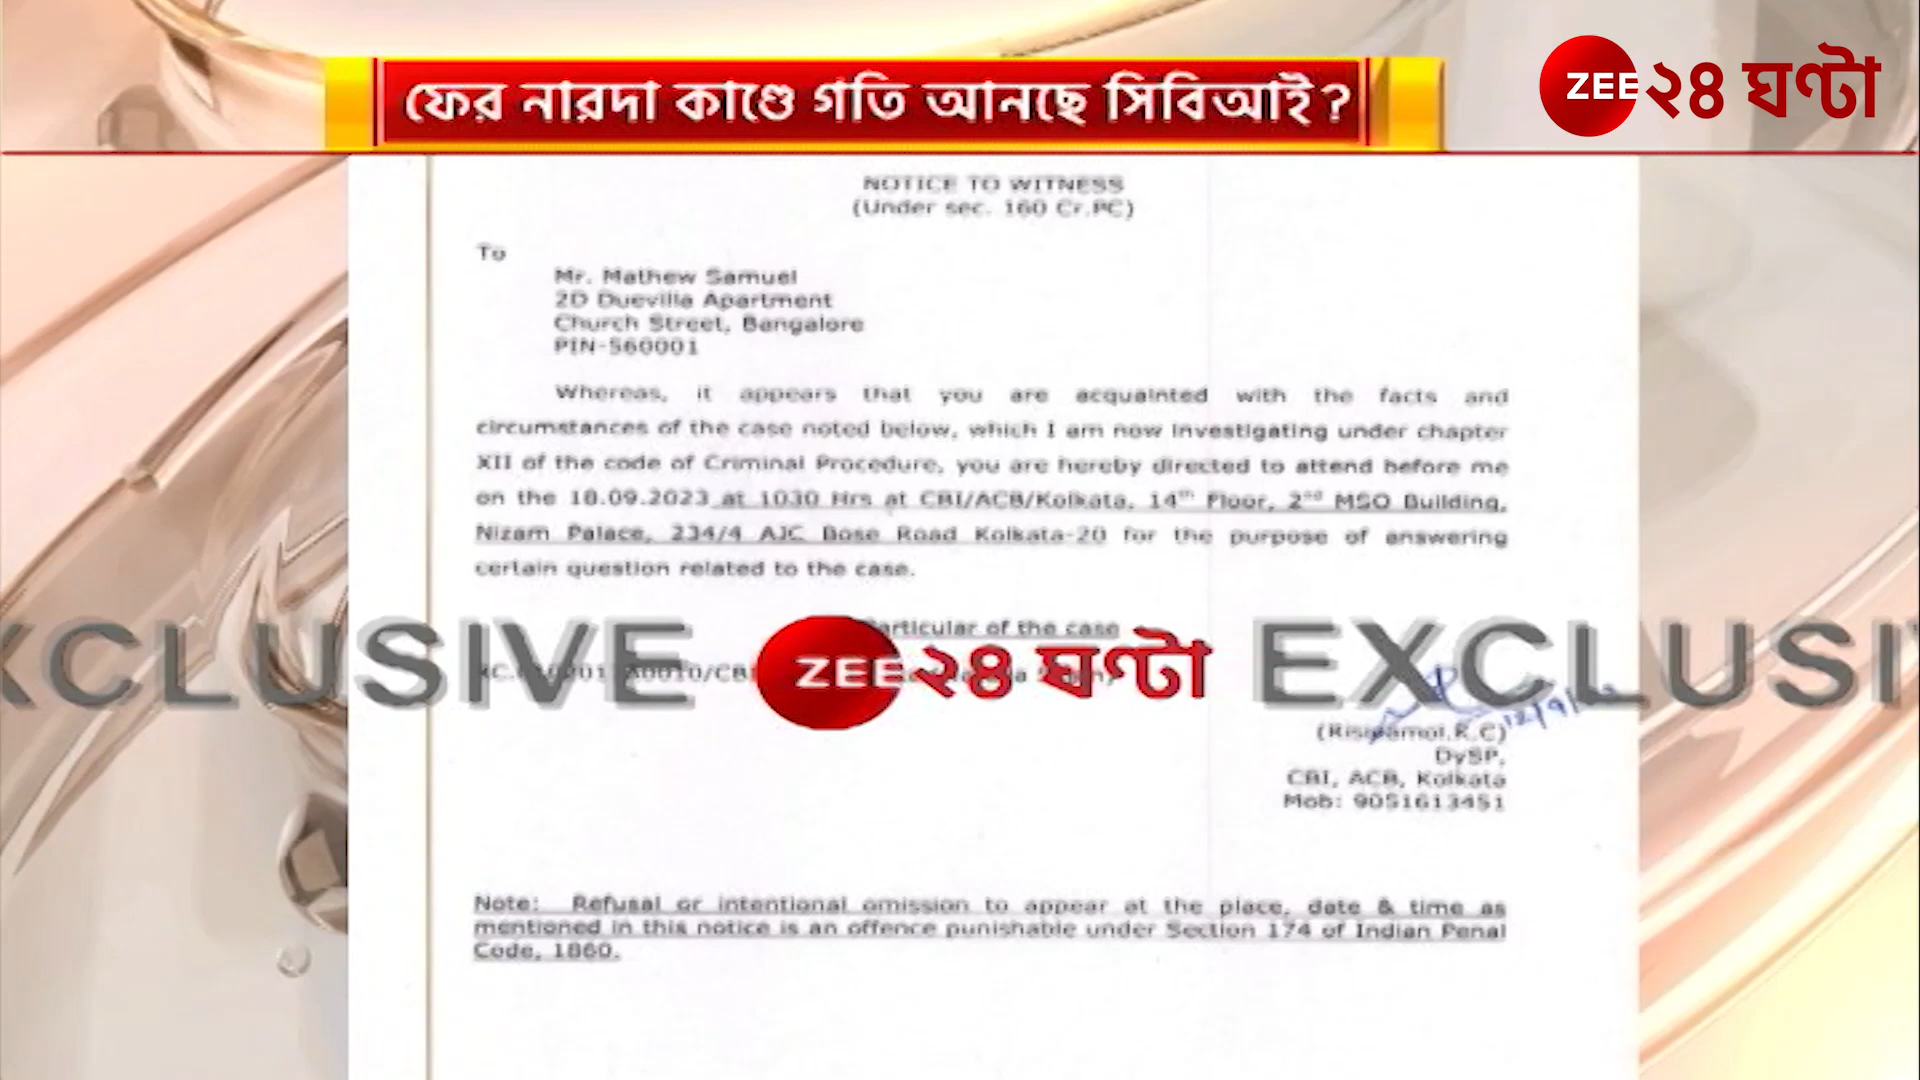 ফের নারদা কাণ্ডে গতি আনছে সিবিআই?
ZEE ২৪ ঘণ্টা
NOTICE TO WITNESS
(Under sec. 160 Cr.PC)
To
Mr. Mathew Samuel
2D Duevilla Apartment
Church Street, Bangalore
PIN-560001
Whereas, it appears that you are acquainted with the facts and
circumstances of the case noted below, which I am now investigating under chapter
XII of the code of Criminal Procedure, you are hereby directed to attend before me
on the 18.09.2023 at 1030 Hrs at CBI/ACB/Kolkata, 14th Floor, 2nd MSO Building,
Nizam Palace, 234/4 AJC Bose Road Kolkata-20 for the purpose of answering
certain question related to the case.
Particular of the case
XCLUSIVE ZEE ২৪ ঘণ্টা EXCLUSI
12/9/
R.C)
DySP,
CBI, ACB, Kolkata
Mob: 9051613451
Note: Refusal or intentional omission to appear at the place, date & time as
mentioned in this notice is an offence punishable under Section 174 of Indian Penal
Code, 1860.